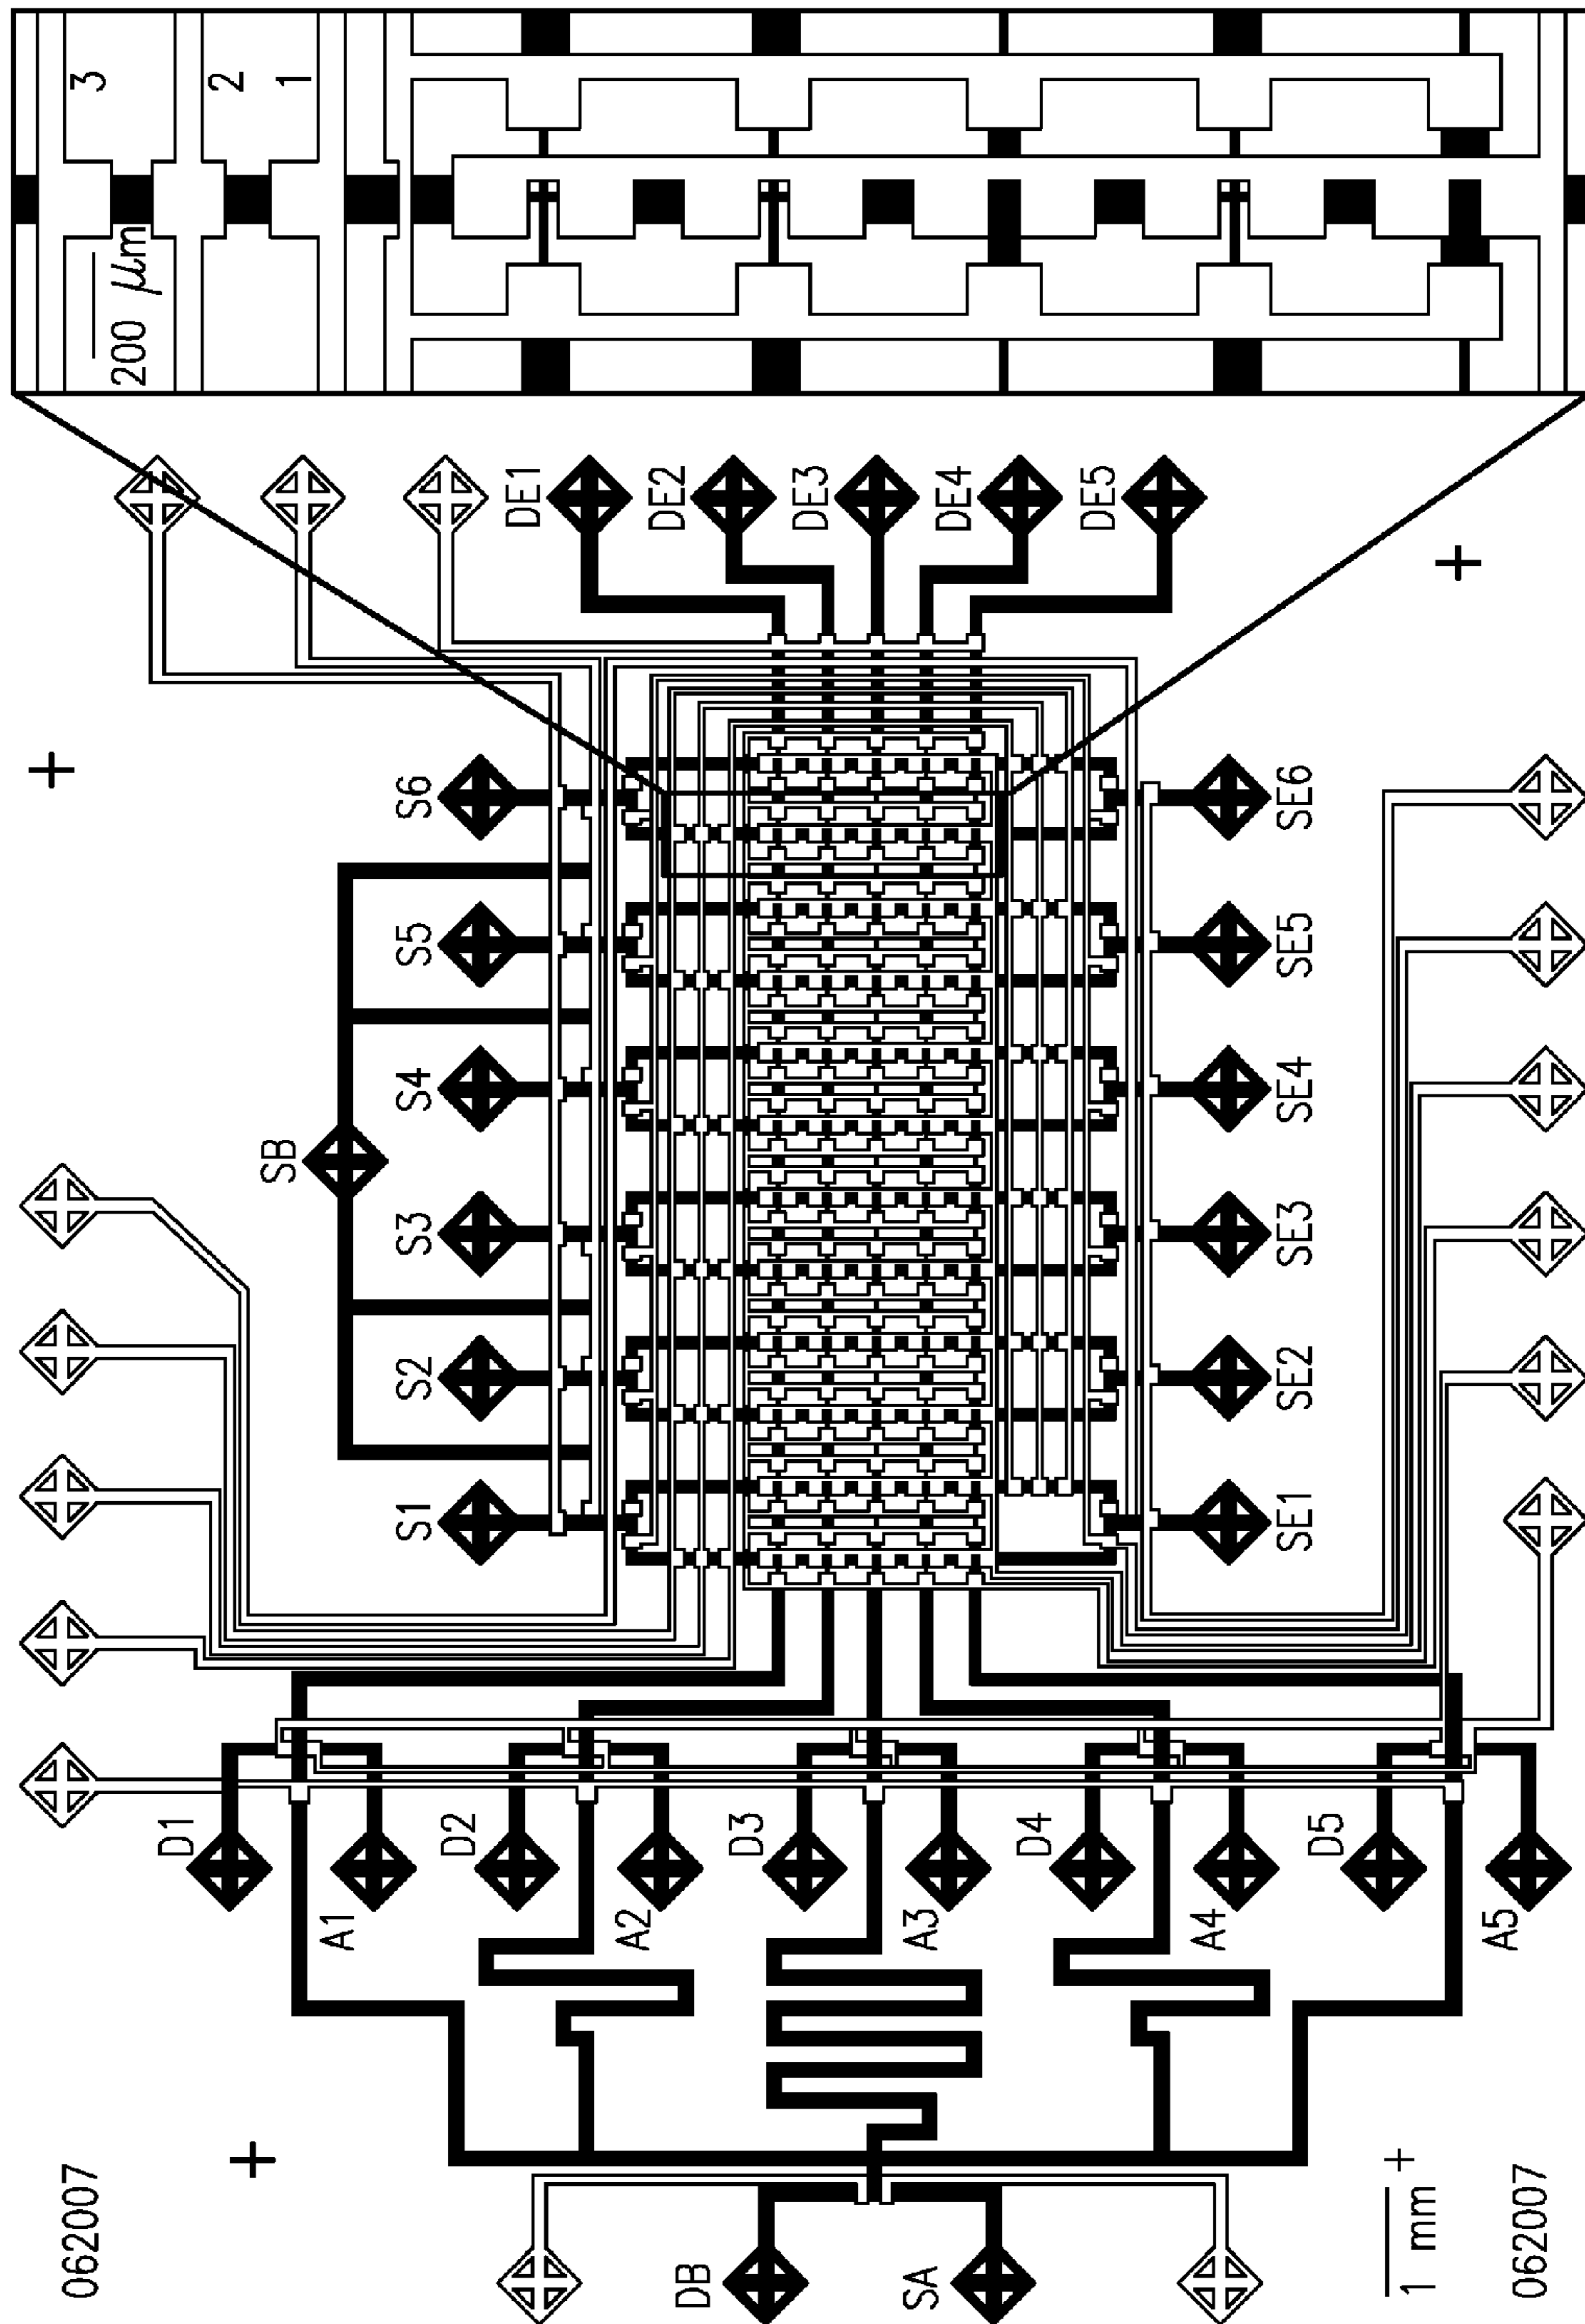 3
2
1
200 μm
DE1
DE2
DE3
DE4
DE5
S6
S5
S4
SB
S3
S2
S1
SE6
SE5
SE4
SE3
SE2
SE1
D1
A1
D2
A2
D3
A3
D4
A4
D5
A5
DB
SA
062007
1 mm
062007